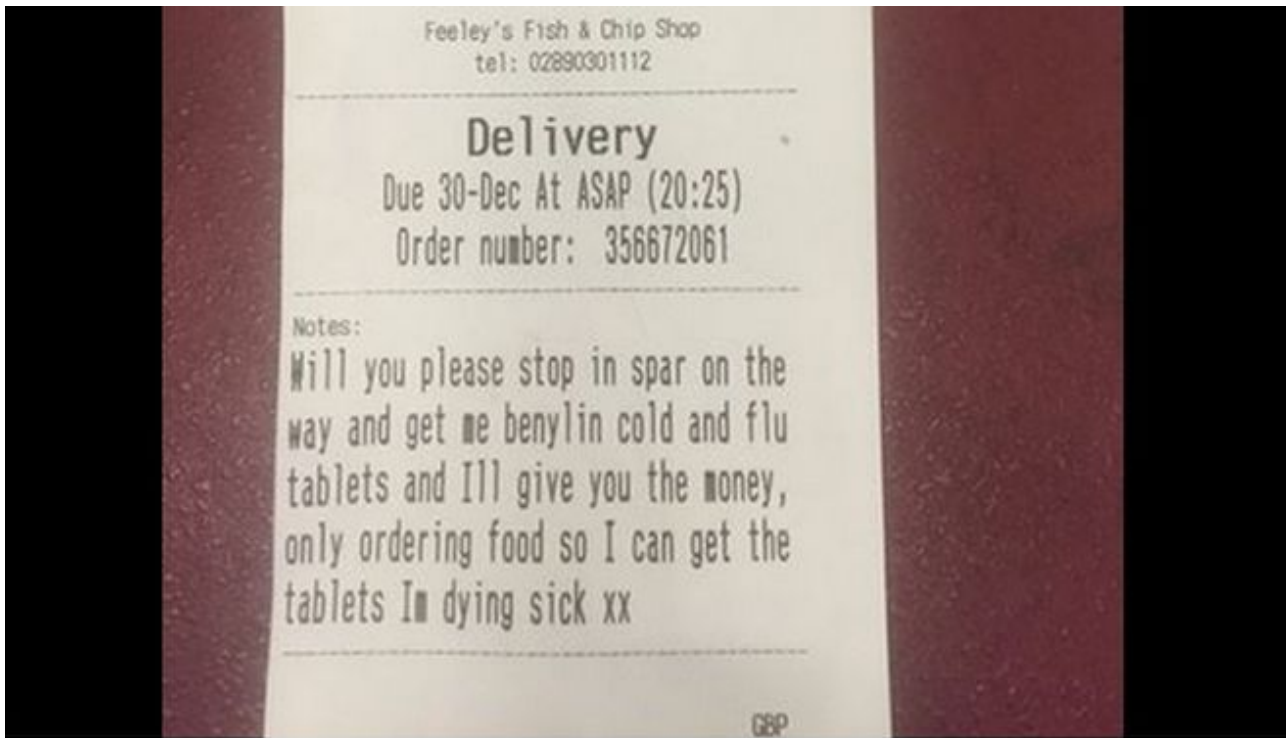 Feeley's Fish & Chip Shop
tel: 02890301112
Delivery
Due 30-Dec At ASAP (20:25)
Order number: 356672061
Notes:
Will you please stop in spar on the
way and get me benylin cold and flu
tablets and Ill give you the money,
only ordering food so I can get the
tablets Im dying sick xx
GBP